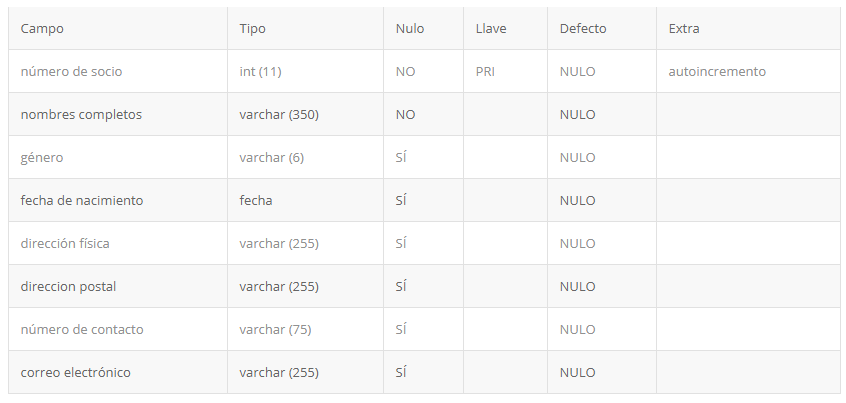 Campo Tipo Nulo Llave Defecto Extra
número de socio int (11) NO PRI NULO autoincremento
nombres completos varchar (350) NO NULO
género varchar (6) SÍ NULO
fecha de nacimiento fecha SÍ NULO
dirección física varchar (255) SÍ NULO
direccion postal varchar (255) SÍ NULO
número de contacto varchar (75) SÍ NULO
correo electrónico varchar (255) SÍ NULO